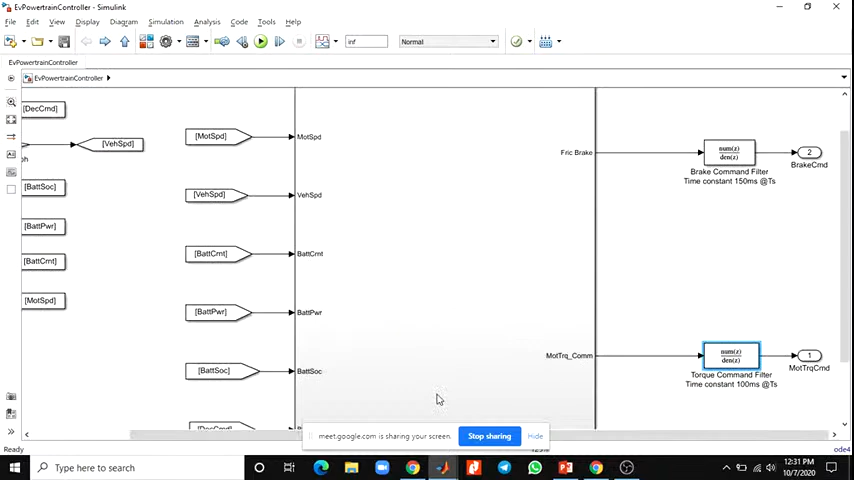 EvPowertrainController - Simulink
File Edit View Display Diagram Simulation Analysis Code Tools Help
inf
Normal
EvPowertrainController
EvPowertrainController
[DecCmd]
[MotSpd]
MotSpd
[VehSpd]
Fric Brake
num(z)
den(z)
2
BrakeCmd
Brake Command Filter
Time constant 150ms @Ts
[BattSoc]
[VehSpd]
VehSpd
[BattPwr]
[BattCrnt]
BattCrnt
[BattCrnt]
[MotSpd]
[BattPwr]
BattPwr
MotTrq_Comm
num(z)
den(z)
1
MotTrqCmd
[BattSoc]
BattSoc
Torque Command Filter
Time constant 100ms @Ts
meet.google.com is sharing your screen.
Stop sharing
Hide
Ready
ode4
Type here to search
12:31 PM
10/7/2020